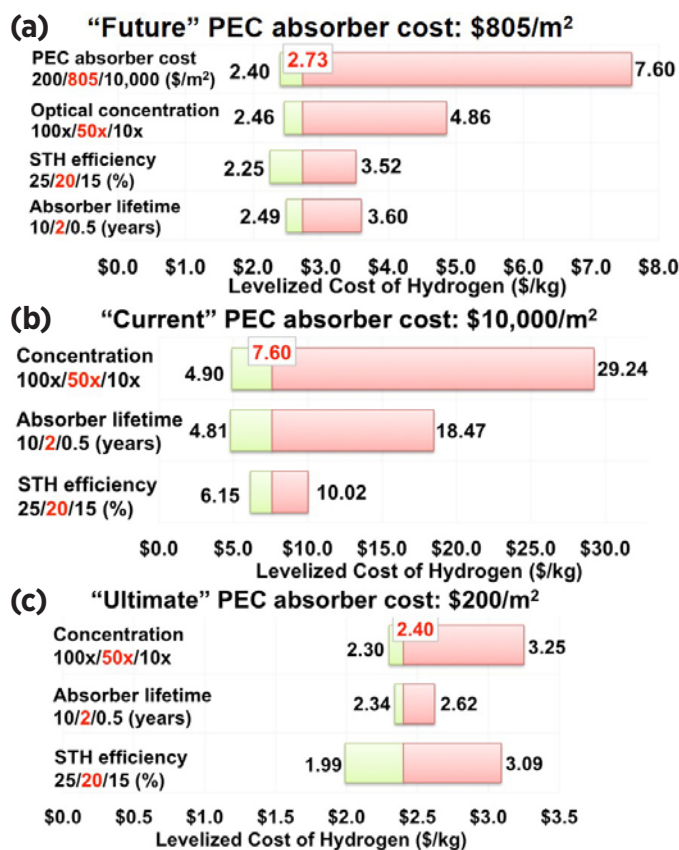 (a) “Future” PEC absorber cost: $805/m²
PEC absorber cost
200/805/10,000 ($/m²)
2.40 2.73 7.60
Optical concentration
100x/50x/10x
2.46 4.86
STH efficiency
25/20/15 (%)
2.25 3.52
Absorber lifetime
10/2/0.5 (years)
2.49 3.60
$0.0 $1.0 $2.0 $3.0 $4.0 $5.0 $6.0 $7.0 $8.0
Levelized Cost of Hydrogen ($/kg)
(b) “Current” PEC absorber cost: $10,000/m²
Concentration
100x/50x/10x
4.90 7.60 29.24
Absorber lifetime
10/2/0.5 (years)
4.81 18.47
STH efficiency
25/20/15 (%)
6.15 10.02
$0.0 $5.0 $10.0 $15.0 $20.0 $25.0 $30.0
Levelized Cost of Hydrogen ($/kg)
(c) “Ultimate” PEC absorber cost: $200/m²
Concentration
100x/50x/10x
2.30 2.40 3.25
Absorber lifetime
10/2/0.5 (years)
2.34 2.62
STH efficiency
25/20/15 (%)
1.99 3.09
$0.0 $0.5 $1.0 $1.5 $2.0 $2.5 $3.0 $3.5
Levelized Cost of Hydrogen ($/kg)